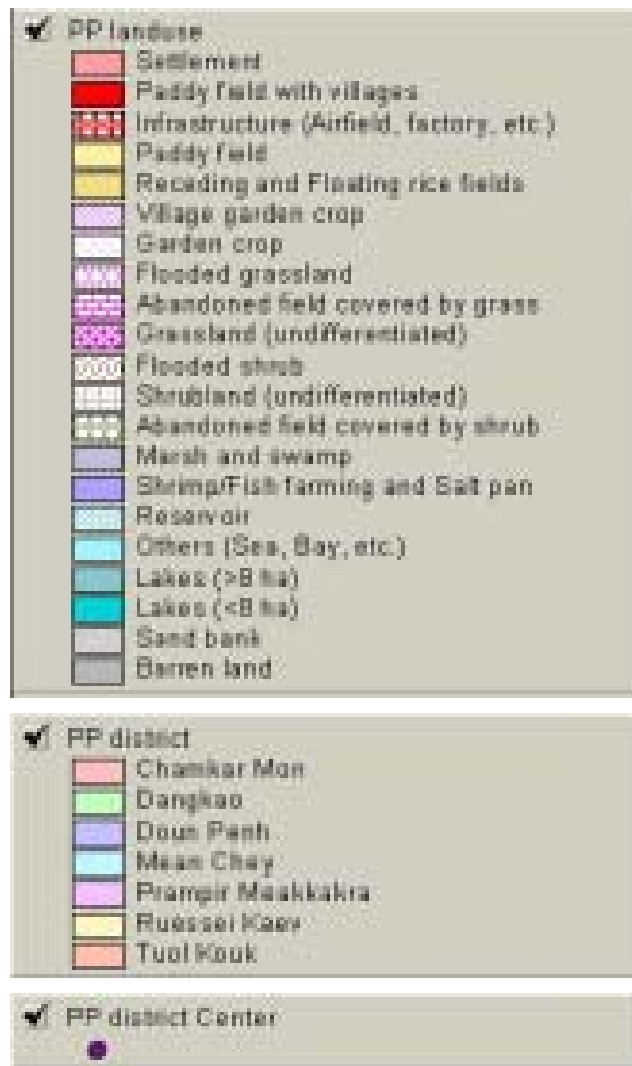 PP landuse
Settlement
Paddy field with villages
Infrastructure (Airfield, factory, etc.)
Paddy field
Receding and Floating rice fields
Village garden crop
Garden crop
Flooded grassland
Abandoned field covered by grass
Grassland (undifferentiated)
Flooded shrub
Shrubland (undifferentiated)
Abandoned field covered by shrub
Marsh and swamp
Shrimp/Fish farming and Salt pan
Reservoir
Others (Sea, Bay, etc.)
Lakes (>8 ha)
Lakes (<8 ha)
Sand bank
Barren land
PP district
Chamkar Mon
Dangkao
Doun Penh
Mean Chey
Prampir Meakkakra
Ruessei Kaev
Tuol Kouk
PP district Center